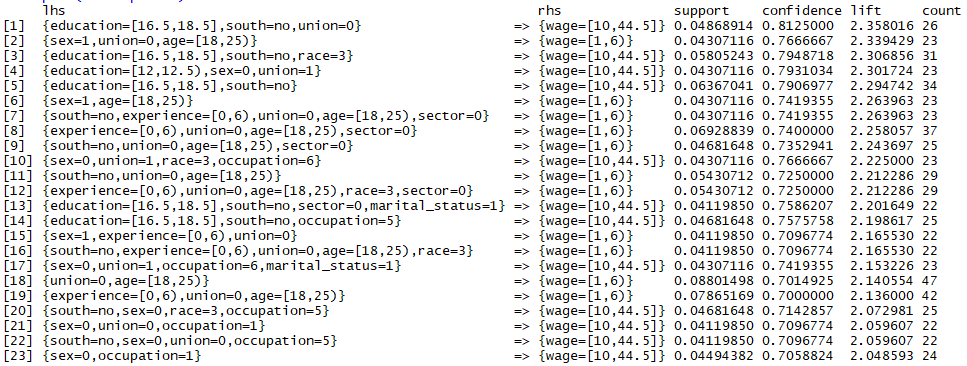 lhs rhs support confidence lift count
[1] {education=[16.5,18.5],south=no,union=0} => {wage=[10,44.5]} 0.04868914 0.8125000 2.358016 26
[2] {sex=1,union=0,age=[18,25)} => {wage=[1,6)} 0.04307116 0.7666667 2.339429 23
[3] {education=[16.5,18.5],south=no,race=3} => {wage=[10,44.5]} 0.05805243 0.7948718 2.306856 31
[4] {education=[12,12.5),sex=0,union=1} => {wage=[10,44.5]} 0.04307116 0.7931034 2.301724 23
[5] {education=[16.5,18.5],south=no} => {wage=[10,44.5]} 0.06367041 0.7906977 2.294742 34
[6] {sex=1,age=[18,25)} => {wage=[1,6)} 0.04307116 0.7419355 2.263963 23
[7] {south=no,experience=[0,6),union=0,age=[18,25),sector=0} => {wage=[1,6)} 0.04307116 0.7419355 2.263963 23
[8] {experience=[0,6),union=0,age=[18,25),sector=0} => {wage=[1,6)} 0.06928839 0.7400000 2.258057 37
[9] {south=no,union=0,age=[18,25),sector=0} => {wage=[1,6)} 0.04681648 0.7352941 2.243697 25
[10] {sex=0,union=1,race=3,occupation=6} => {wage=[10,44.5]} 0.04307116 0.7666667 2.225000 23
[11] {south=no,union=0,age=[18,25)} => {wage=[1,6)} 0.05430712 0.7250000 2.212286 29
[12] {experience=[0,6),union=0,age=[18,25),race=3,sector=0} => {wage=[1,6)} 0.05430712 0.7250000 2.212286 29
[13] {education=[16.5,18.5],south=no,sector=0,marital_status=1} => {wage=[10,44.5]} 0.04119850 0.7586207 2.201649 22
[14] {education=[16.5,18.5],south=no,occupation=5} => {wage=[10,44.5]} 0.04681648 0.7575758 2.198617 25
[15] {sex=1,experience=[0,6),union=0} => {wage=[1,6)} 0.04119850 0.7096774 2.165530 22
[16] {south=no,experience=[0,6),union=0,age=[18,25),race=3} => {wage=[1,6)} 0.04119850 0.7096774 2.165530 22
[17] {sex=0,union=1,occupation=6,marital_status=1} => {wage=[10,44.5]} 0.04307116 0.7419355 2.153226 23
[18] {union=0,age=[18,25)} => {wage=[1,6)} 0.08801498 0.7014925 2.140554 47
[19] {experience=[0,6),union=0,age=[18,25)} => {wage=[1,6)} 0.07865169 0.7000000 2.136000 42
[20] {south=no,sex=0,race=3,occupation=5} => {wage=[10,44.5]} 0.04681648 0.7142857 2.072981 25
[21] {sex=0,union=0,occupation=1} => {wage=[10,44.5]} 0.04119850 0.7096774 2.059607 22
[22] {south=no,sex=0,union=0,occupation=5} => {wage=[10,44.5]} 0.04119850 0.7096774 2.059607 22
[23] {sex=0,occupation=1} => {wage=[10,44.5]} 0.04494382 0.7058824 2.048593 24